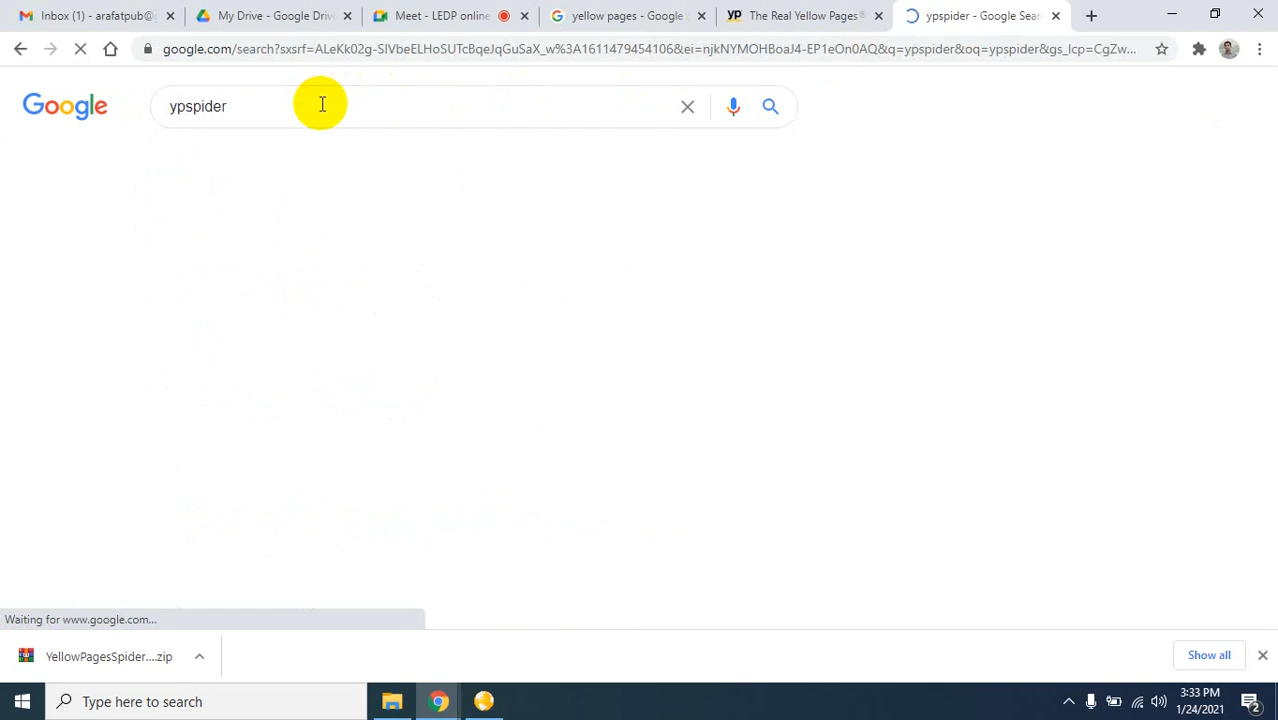 Inbox (1) - arafatpub@g
My Drive - Google Driv
Meet - LEDP online
yellow pages - Google S
yp The Real Yellow Pages®
ypspider - Google Sear
google.com/search?sxsrf=ALeKk02g-SIVbeELHoSUTcBqeJqGuSaX_w%3A1611479454106&ei=njkNYMOHBoaJ4-EP1eOn0AQ&q=ypspider&oq=ypspider&gs_lcp=CgZw...
Google
ypspider
Waiting for www.google.com...
YellowPagesSpider....zip
Show all
Type here to search
3:33 PM
1/24/2021
2